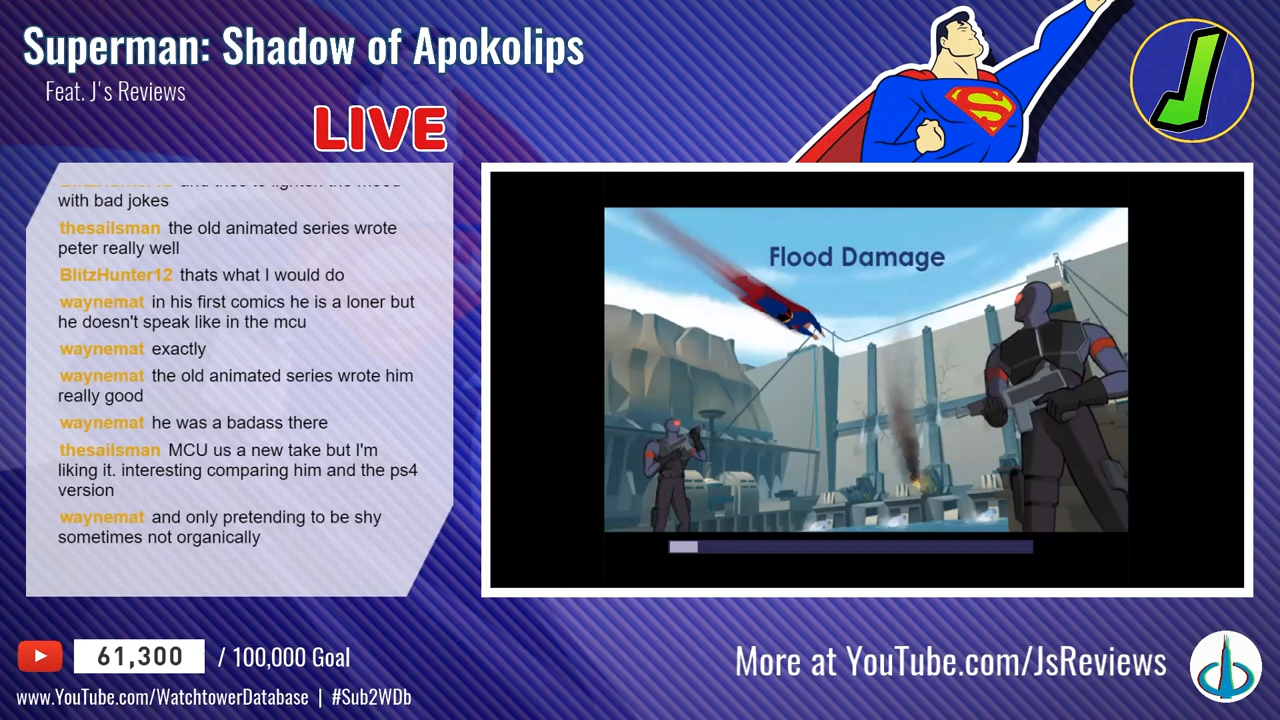 Superman: Shadow of Apokolips
Feat. J's Reviews
LIVE
with bad jokes
thesailsman the old animated series wrote
peter really well
BlitzHunter12 thats what I would do
waynemat in his first comics he is a loner but
he doesn't speak like in the mcu
waynemat exactly
waynemat the old animated series wrote him
really good
waynemat he was a badass there
thesailsman MCU us a new take but I'm
liking it. interesting comparing him and the ps4
version
waynemat and only pretending to be shy
sometimes not organically
Flood Damage
61,300 / 100,000 Goal
www.YouTube.com/WatchtowerDatabase | #Sub2WDb
More at YouTube.com/JsReviews